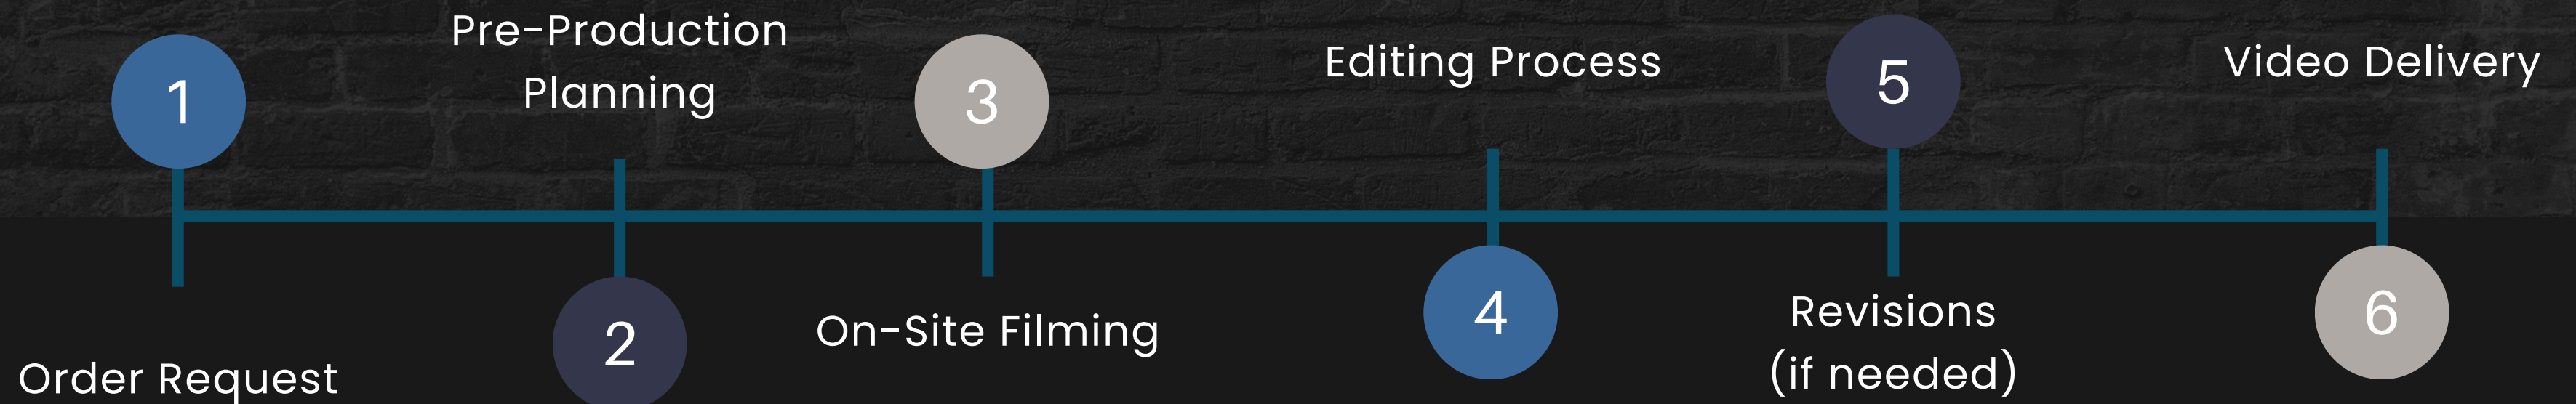 1
Order Request
Pre-Production
Planning
2
3
On-Site Filming
Editing Process
4
5
Revisions
(if needed)
Video Delivery
6